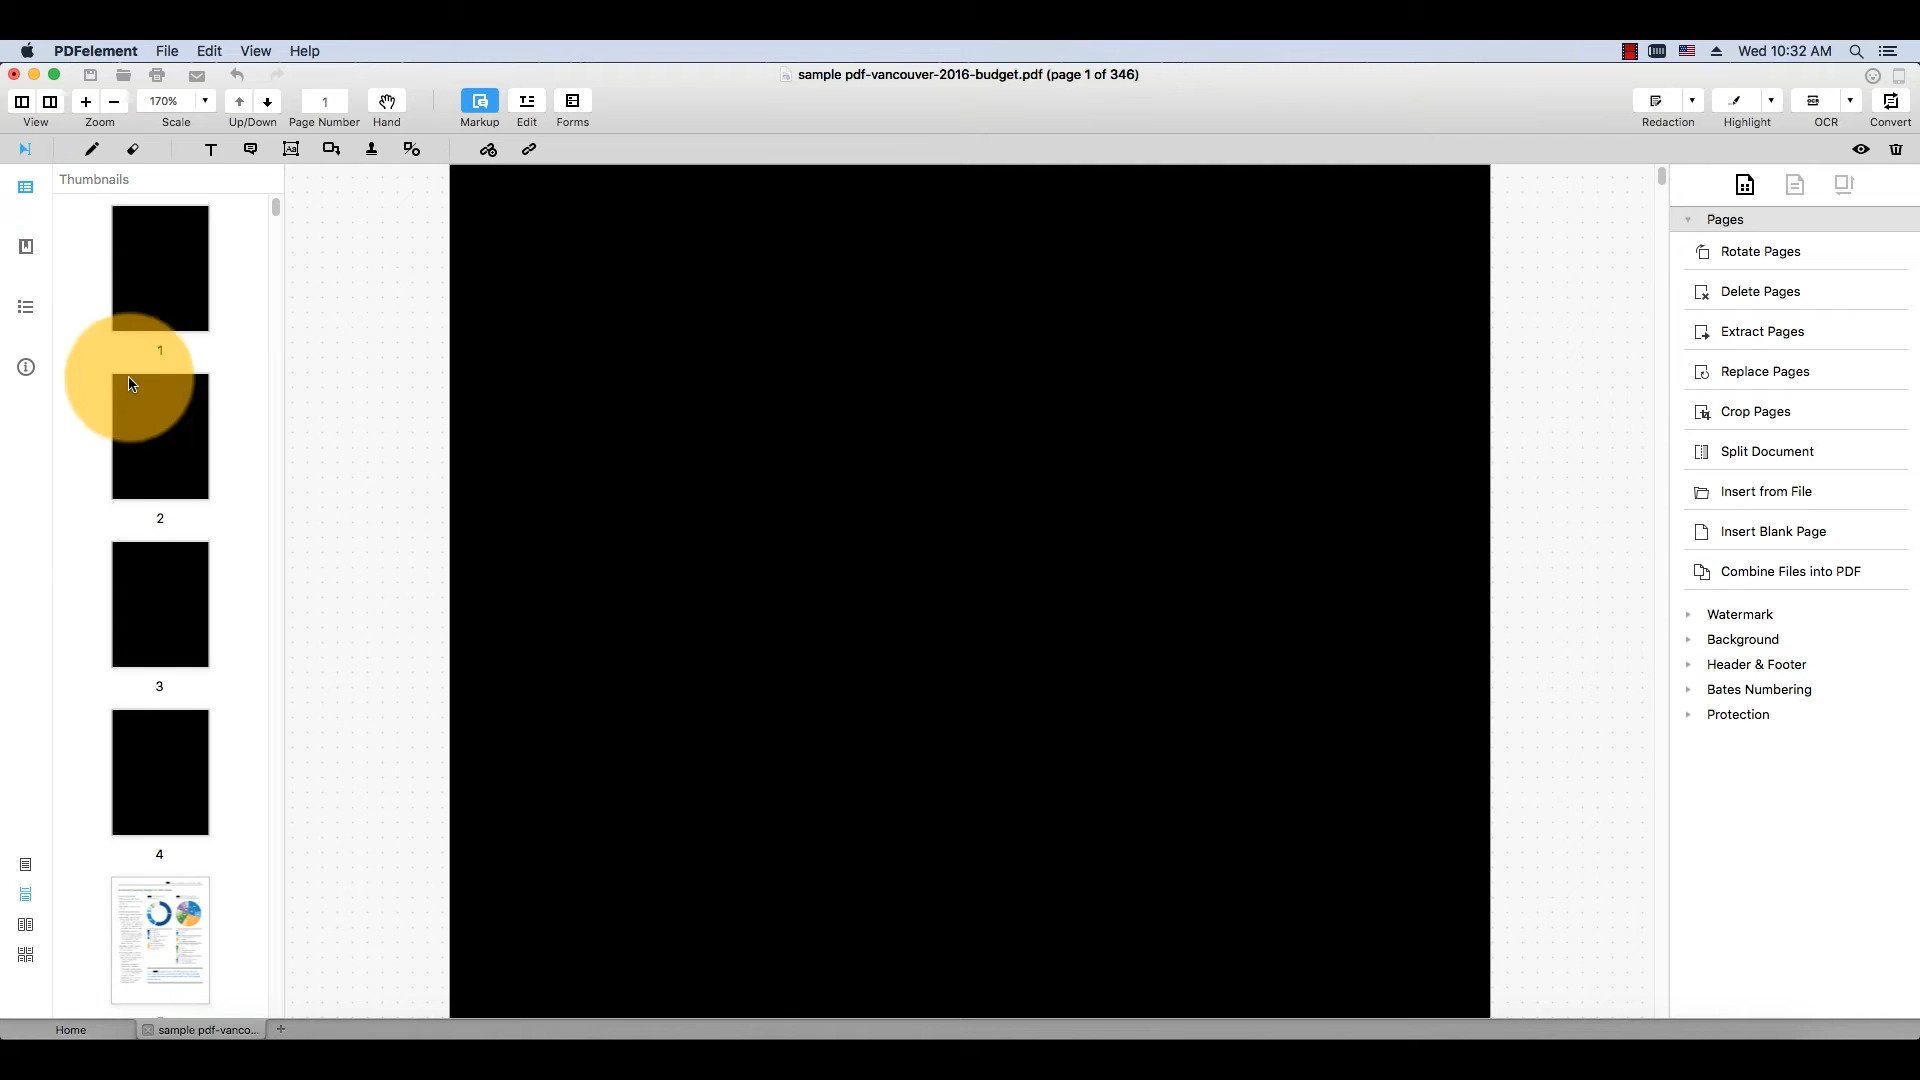 PDFelement File Edit View Help Wed 10:32 AM
sample pdf-vancouver-2016-budget.pdf (page 1 of 346)
170% 1 OCR
View Zoom Scale Up/Down Page Number Hand Markup Edit Forms Redaction Highlight OCR Convert
T Aa
Thumbnails
1
2
3
4
Pages
Rotate Pages
Delete Pages
Extract Pages
Replace Pages
Crop Pages
Split Document
Insert from File
Insert Blank Page
Combine Files into PDF
Watermark
Background
Header & Footer
Bates Numbering
Protection
Home sample pdf-vanco... +